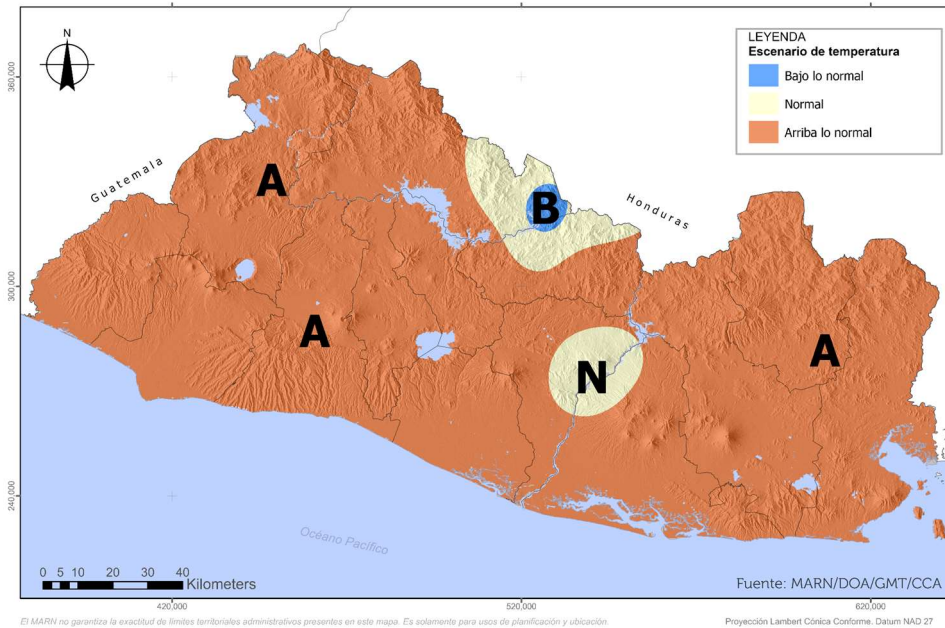 N
LEYENDA
Escenario de temperatura
Bajo lo normal
Normal
Arriba lo normal
360,000
300,000
240,000
Guatemala
Honduras
A
B
A
N
A
Océano Pacífico
0 5 10 20 30 40
Kilometers
Fuente: MARN/DOA/GMT/CCA
420,000
520,000
620,000
El MARN no garantiza la exactitud de límites territoriales administrativos presentes en este mapa. Es solamente para usos de planificación y ubicación
Proyección Lambert Cónica Conforme. Datum NAD 27